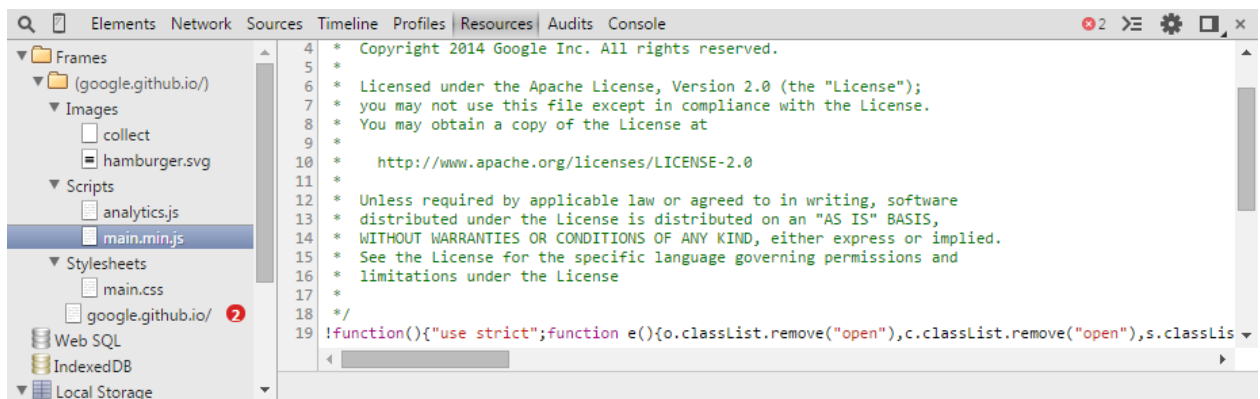 Elements Network Sources Timeline Profiles Resources Audits Console 2
Frames
(google.github.io/)
Images
collect
hamburger.svg
Scripts
analytics.js
main.min.js
Stylesheets
main.css
google.github.io/ 2
Web SQL
IndexedDB
Local Storage
4 * Copyright 2014 Google Inc. All rights reserved.
5 *
6 * Licensed under the Apache License, Version 2.0 (the "License");
7 * you may not use this file except in compliance with the License.
8 * You may obtain a copy of the License at
9 *
10 * http://www.apache.org/licenses/LICENSE-2.0
11 *
12 * Unless required by applicable law or agreed to in writing, software
13 * distributed under the License is distributed on an "AS IS" BASIS,
14 * WITHOUT WARRANTIES OR CONDITIONS OF ANY KIND, either express or implied.
15 * See the License for the specific language governing permissions and
16 * limitations under the License
17 *
18 */
19 !function(){"use strict";function e(){o.classList.remove("open"),c.classList.remove("open"),s.classLis